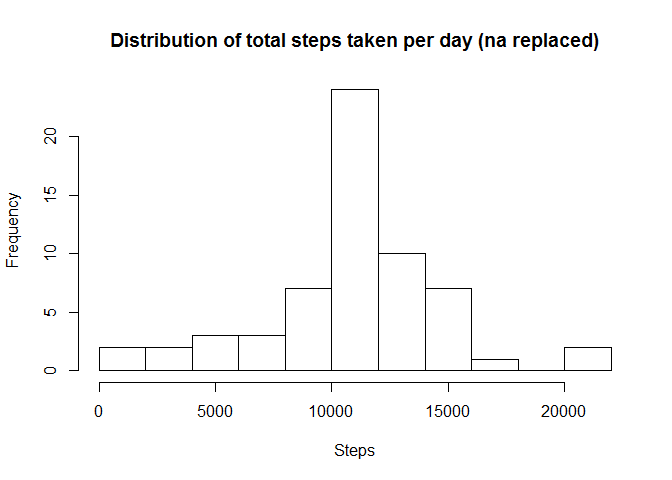 Distribution of total steps taken per day (na replaced)
Frequency
20
15
10
5
0
0 5000 10000 15000 20000
Steps